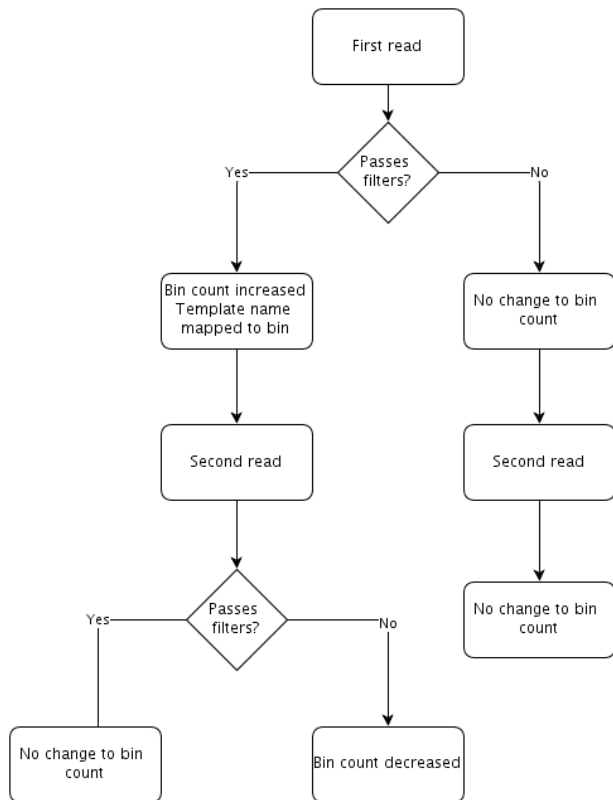 First read
Passes
filters?
Yes
No
Bin count increased
Template name
mapped to bin
No change to bin
count
Second read
Second read
Passes
filters?
Yes
No
No change to bin
count
No change to bin
count
Bin count decreased